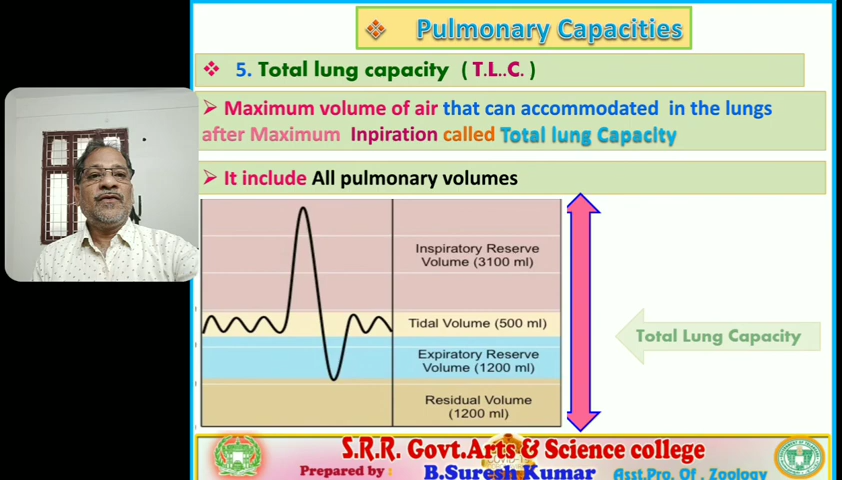 Pulmonary Capacities
5. Total lung capacity ( T.L..C. )
Maximum volume of air that can accommodated in the lungs
after Maximum Inpiration called Total lung Capacity
It include All pulmonary volumes
Inspiratory Reserve
Volume (3100 ml)
Tidal Volume (500 ml)
Expiratory Reserve
Volume (1200 ml)
Residual Volume
(1200 ml)
Total Lung Capacity
S.R.R. Govt.Arts & Science college
Prepared by : B.Suresh Kumar Asst.Pro. Of . Zoology